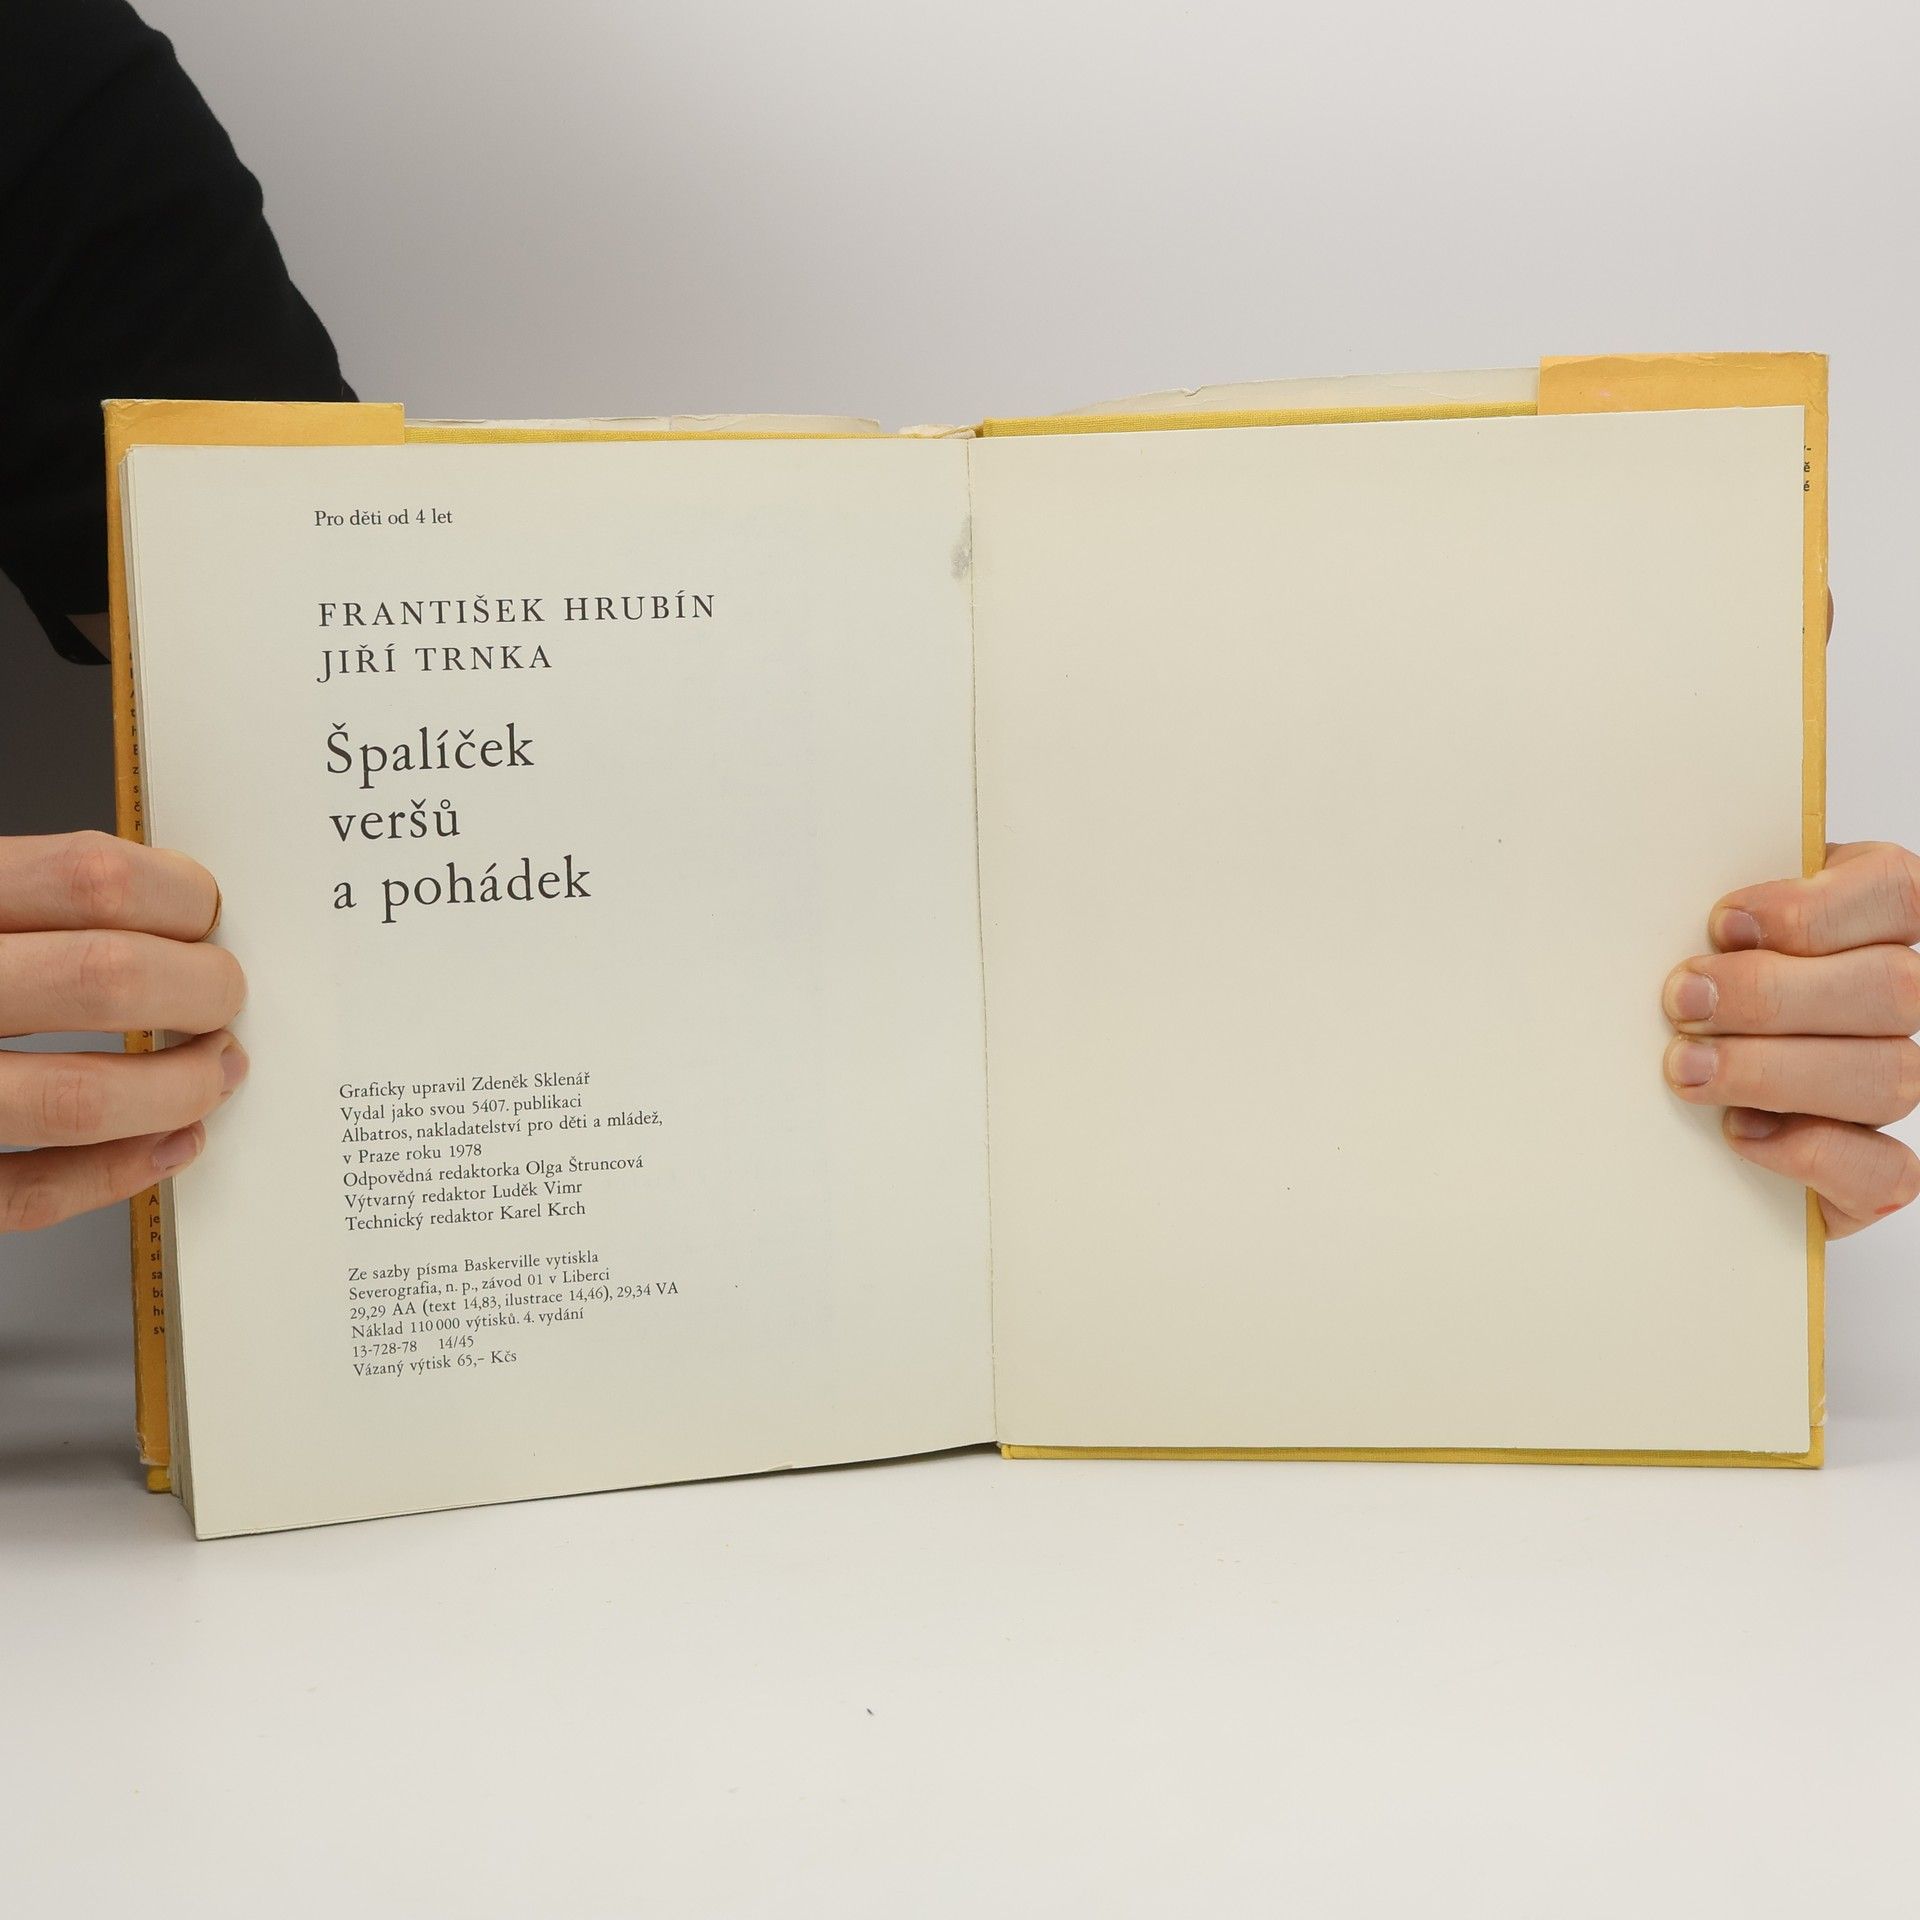 Pro děti od 4 let
FRANTIŠEK HRUBÍN
JIŘÍ TRNKA
Špalíček
veršů
a pohádek
Graficky upravil Zdeněk Sklenář
Vydal jako svou 5407. publikaci
Albatros, nakladatelství pro děti a mládež,
v Praze roku 1978
Odpovědná redaktorka Olga Štruncová
Výtvarný redaktor Luděk Vimr
Technický redaktor Karel Krch
Ze sazby písma Baskerville vytiskla
Severografia, n. p., závod 01 v Liberci
29,29 AA (text 14,83, ilustrace 14,46), 29,34 VA
Náklad 110 000 výtisků. 4. vydání
13-728-78 14/45
Vázaný výtisk 65,– Kčs